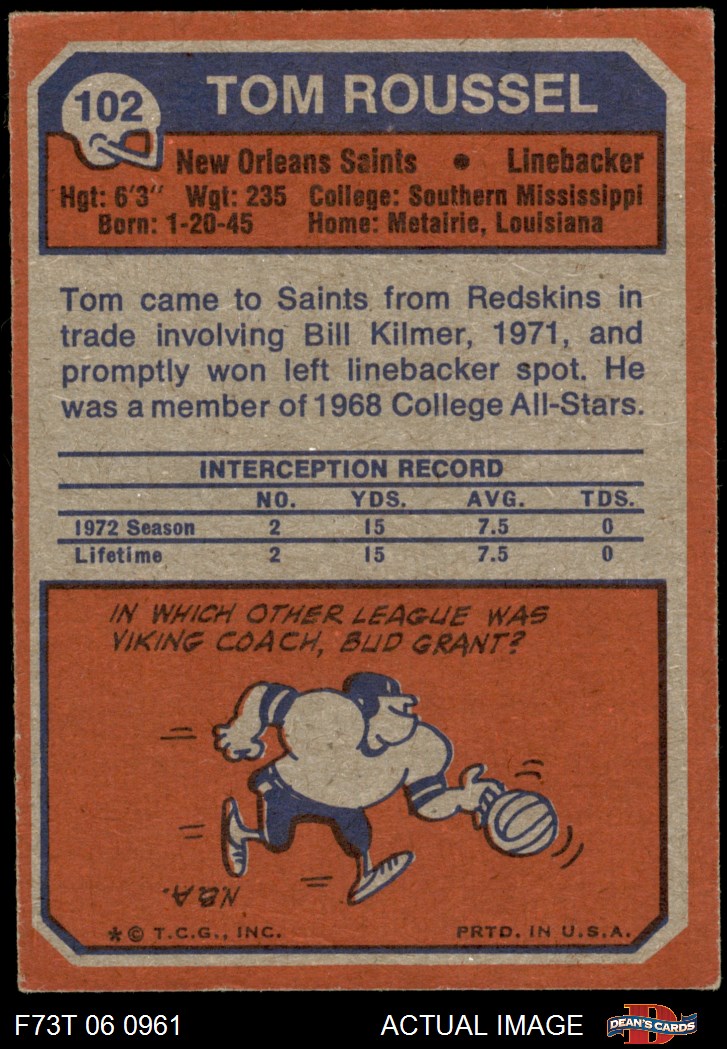 102
TOM ROUSSEL
New Orleans Saints • Linebacker
Hgt: 6'3" Wgt: 235 College: Southern Mississippi
Born: 1-20-45 Home: Metairie, Louisiana
Tom came to Saints from Redskins in
trade involving Bill Kilmer, 1971, and
promptly won left linebacker spot. He
was a member of 1968 College All-Stars.
INTERCEPTION RECORD
NO. YDS. AVG. TDS.
1972 Season 2 15 7.5 0
Lifetime 2 15 7.5 0
IN WHICH OTHER LEAGUE WAS
VIKING COACH, BUD GRANT?
N.B.A.
* © T.C.G., INC. PRTD. IN U.S.A.
F73T 06 0961 ACTUAL IMAGE
D
DEAN'S CARDS